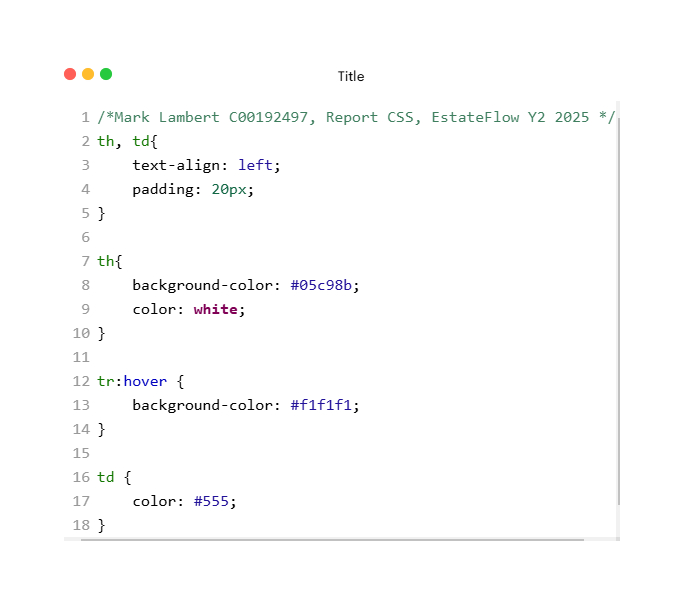 Title
1 /*Mark Lambert C00192497, Report CSS, EstateFlow Y2 2025 */
2 th, td{
3     text-align: left;
4     padding: 20px;
5 }
6
7 th{
8     background-color: #05c98b;
9     color: white;
10 }
11
12 tr:hover {
13     background-color: #f1f1f1;
14 }
15
16 td {
17     color: #555;
18 }